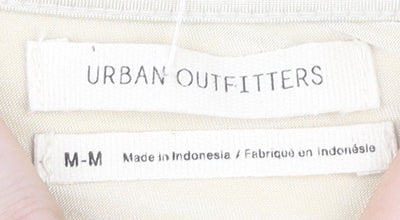 URBAN OUTFITTERS
M-M Made in Indonesia / Fabriqué en Indonésie